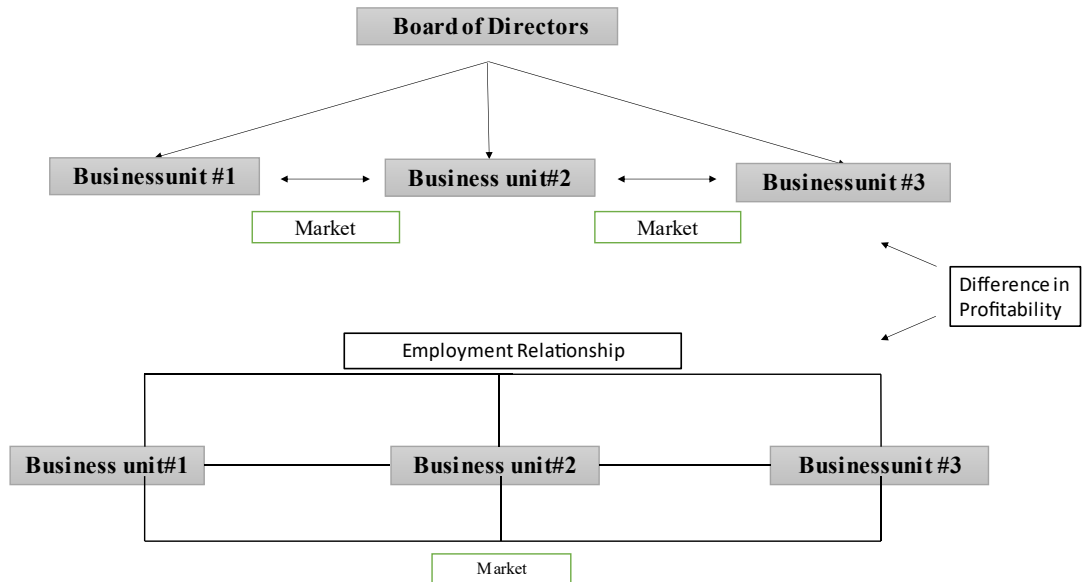 Board of Directors
Businessunit #1
Business unit#2
Businessunit #3
Market
Market
Difference in
Profitability
Employment Relationship
Business unit#1
Business unit#2
Businessunit #3
Market